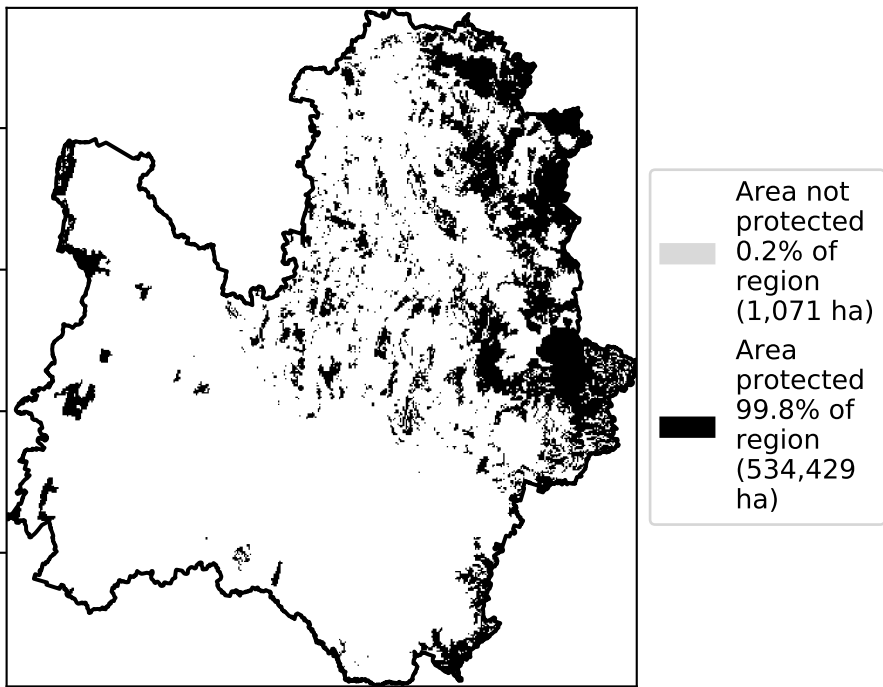 Area not
protected
0.2% of
region
(1,071 ha)
Area
protected
99.8% of
region
(534,429
ha)